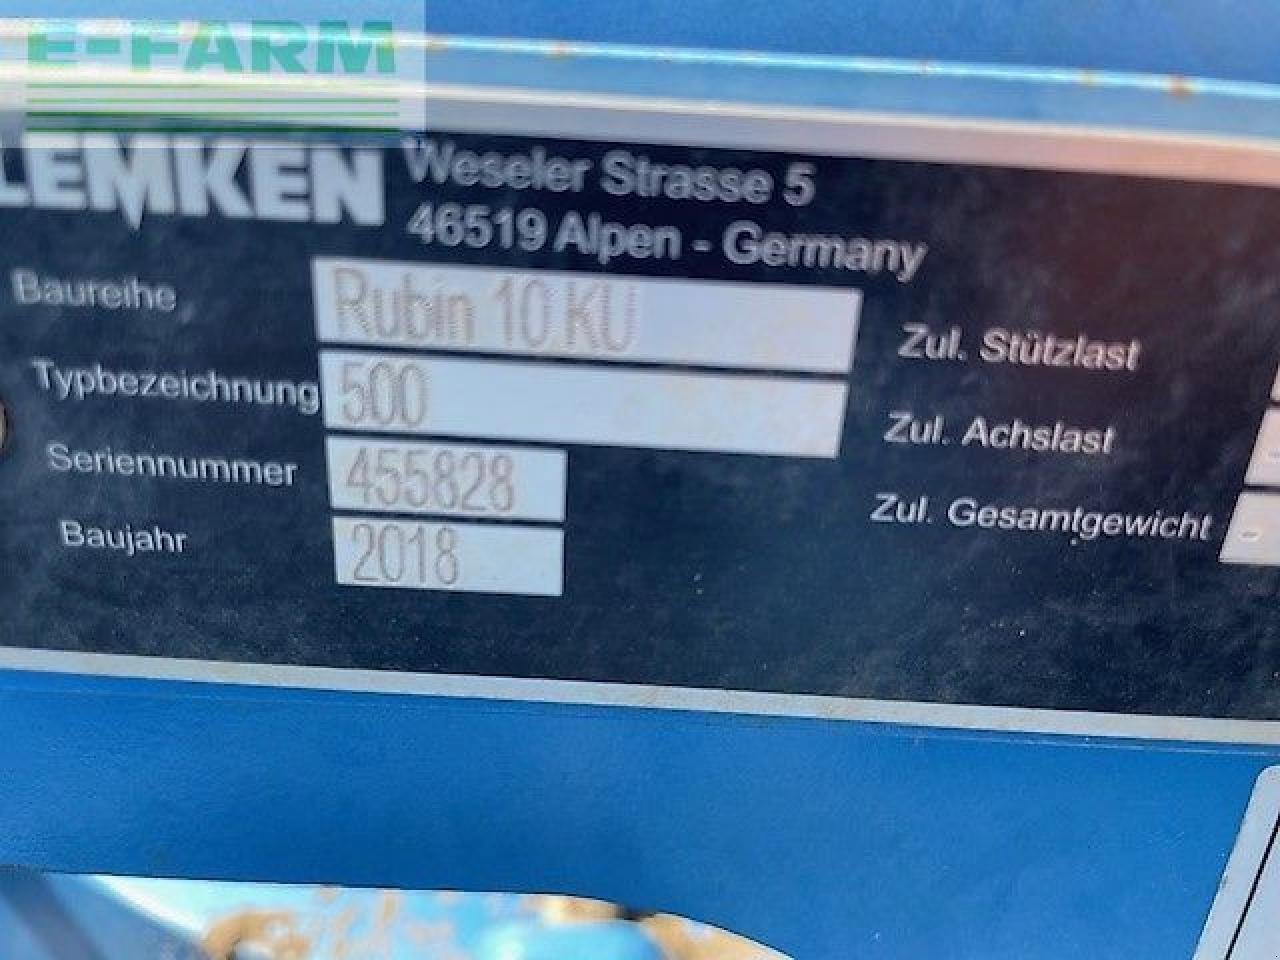 E-FARM
LEMKEN
Weseler Strasse 5
46519 Alpen - Germany
Baureihe Rubin 10 KU
Typbezeichnung 500
Seriennummer 455828
Baujahr 2018
Zul. Stützlast
Zul. Achslast -
Zul. Gesamtgewicht -